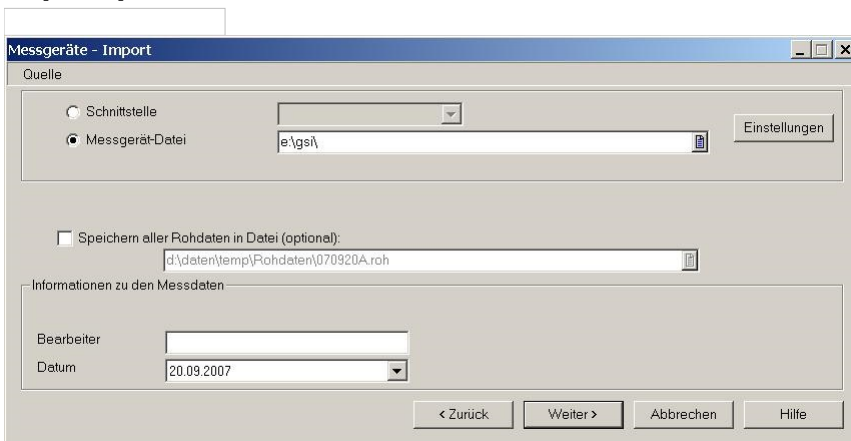 Messgeräte - Import
Quelle
Schnittstelle
Messgerät-Datei
e:\gsi\
Einstellungen
Speichern aller Rohdaten in Datei (optional):
d:\daten\temp\Rohdaten\070920A.roh
Informationen zu den Messdaten
Bearbeiter
Datum
20.09.2007
< Zurück
Weiter >
Abbrechen
Hilfe